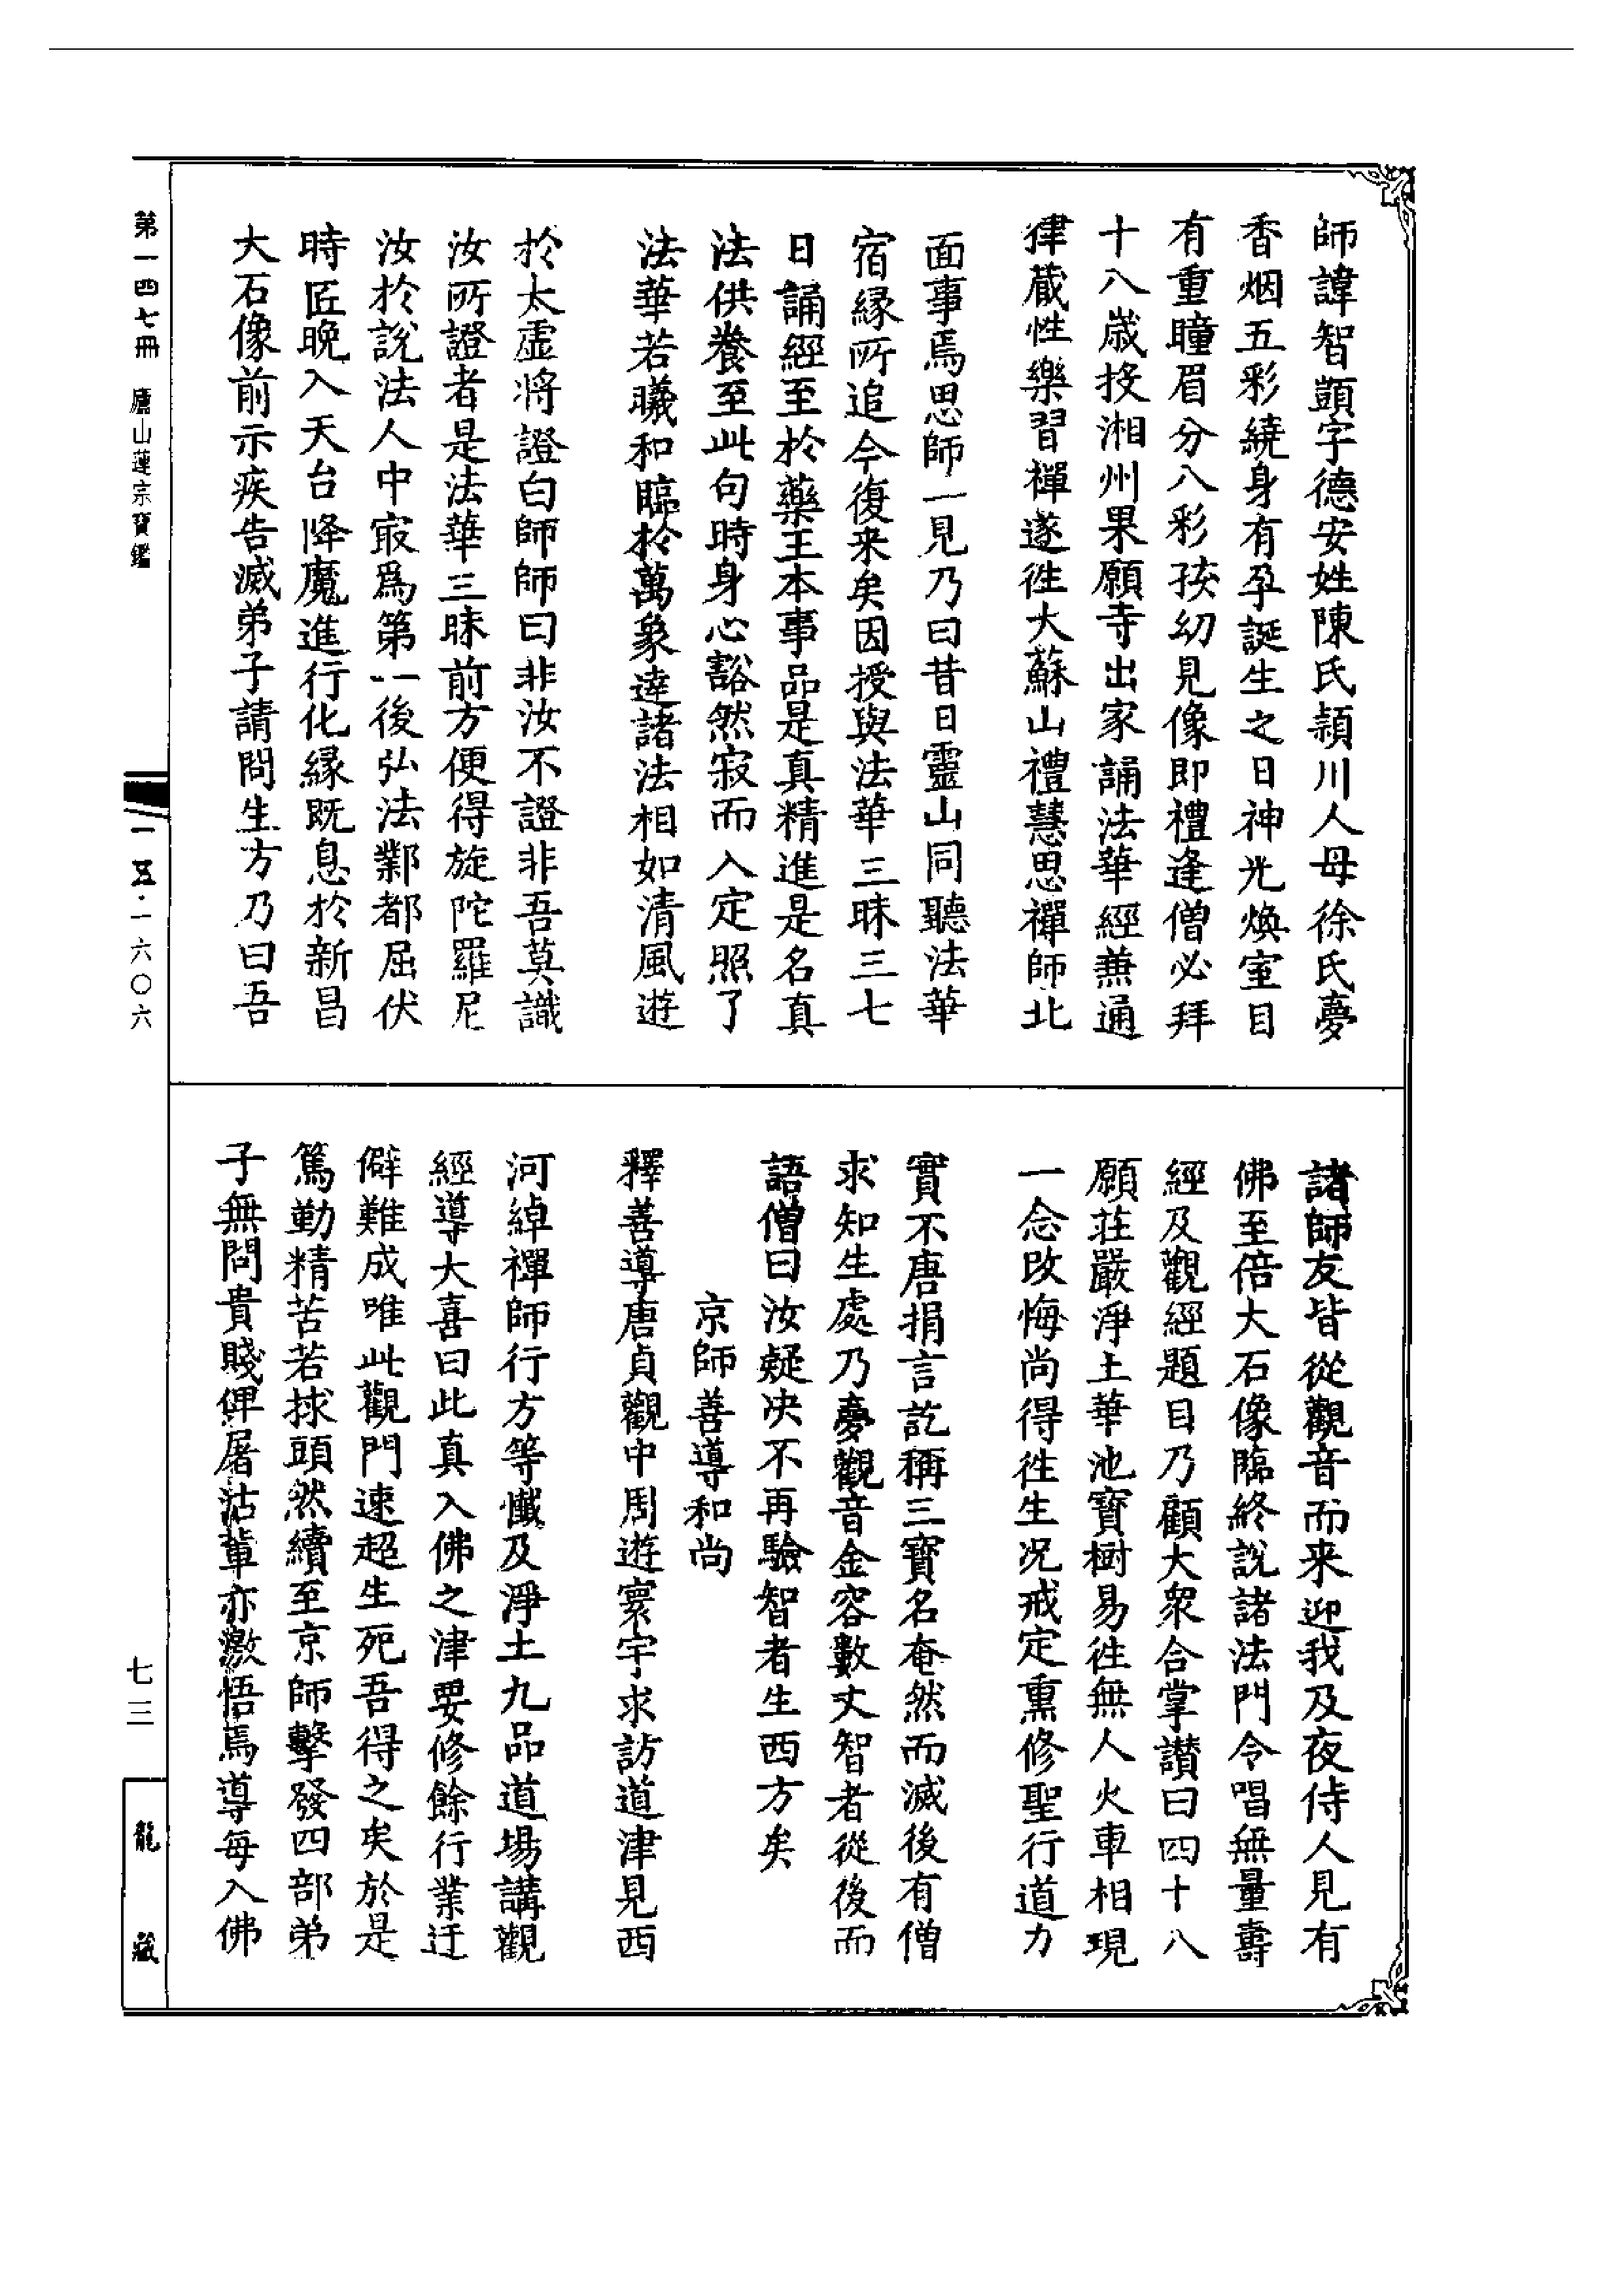 師諱智顗字德安姓陳氏頴川人母徐氏夢
香烟五彩繞身有孕誕生之日神光煥室目
有重瞳眉分八彩孩幼見像即禮逢僧必拜
十八歲投湘州果願寺出家誦法華經兼通
律藏性樂習禪遂徃大蘇山禮慧思禪師北
面事焉思師一見乃曰昔日靈山同聽法華
宿縁所追今復來矣因授與法華三昧三七
日誦經至於藥王本事品是真精進是名真
法供養至此句時身心豁然寂而入定照了
法華若曦和臨於萬象達諸法相如清風遊
於太虛將證白師師曰非汝不證非吾莫識
汝所證者是法華三昧前方便得旋陀羅尼
汝於說法人中㝡爲第一後弘法鄴都屈伏
時匠晚入天台降魔進行化縁既息於新昌
大石像前示疾告滅弟子請問生方乃曰吾
諸師友皆從觀音而来迎我及夜侍人見有
佛至倍大石像臨終說諸法門令唱無量壽
經及觀經題目乃顧大衆合掌讃曰四十八
願莊嚴淨土華池寳樹易徃無人火車相現
一念改悔尚得徃生况戒定熏修聖行道力
實不唐捐言訖稱三寳名奄然而滅後有僧
求知生處乃夢觀音金容數丈智者從後而
語僧曰汝疑决不再驗智者生西方矣
京師善導和尚
釋善導唐貞觀中周遊寰宇求訪道津見西
河綽禪師行方等懺及淨土九品道場講觀
經導大喜曰此真入佛之津要修餘行業迂
僻難成唯此觀門速超生死吾得之矣於是
篤勤精苦若捄頭然續至京師擊發四部弟
子無問貴賤俾屠沽輩亦激悟焉導每入佛
第一四七冊 廬山蓮宗寶鑑
一五·一六〇六
七三
龍藏